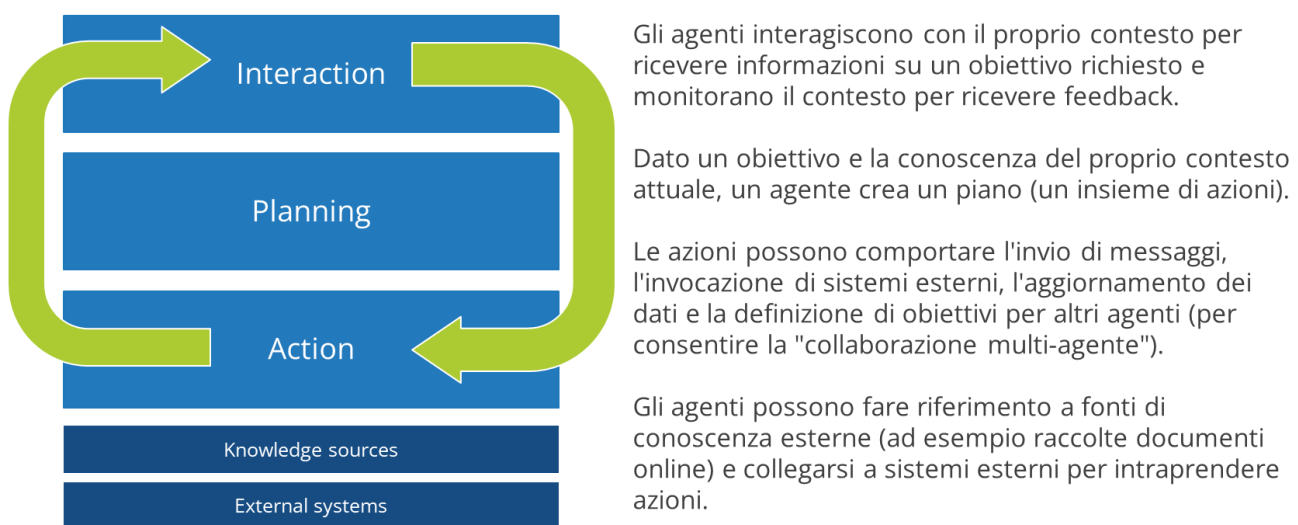 Interaction
Planning
Action
Knowledge sources
External systems
Gli agenti interagiscono con il proprio contesto per
ricevere informazioni su un obiettivo richiesto e
monitorano il contesto per ricevere feedback.
Dato un obiettivo e la conoscenza del proprio contesto
attuale, un agente crea un piano (un insieme di azioni).
Le azioni possono comportare l'invio di messaggi,
l'invocazione di sistemi esterni, l'aggiornamento dei
dati e la definizione di obiettivi per altri agenti (per
consentire la "collaborazione multi-agente").
Gli agenti possono fare riferimento a fonti di
conoscenza esterne (ad esempio raccolte documenti
online) e collegarsi a sistemi esterni per intraprendere
azioni.